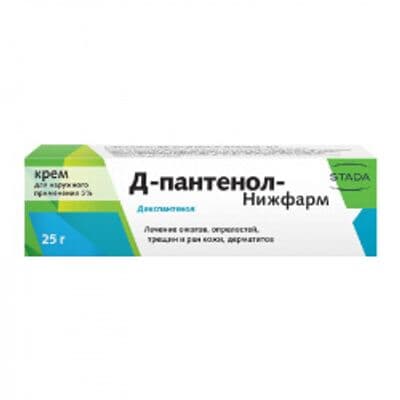 крем
для наружного
применения 5%
25 г
Д-пантенол-
Нижфарм
Декспантенол
Лечение ожогов, опрелостей,
трещин и ран кожи, дерматитов
STADA